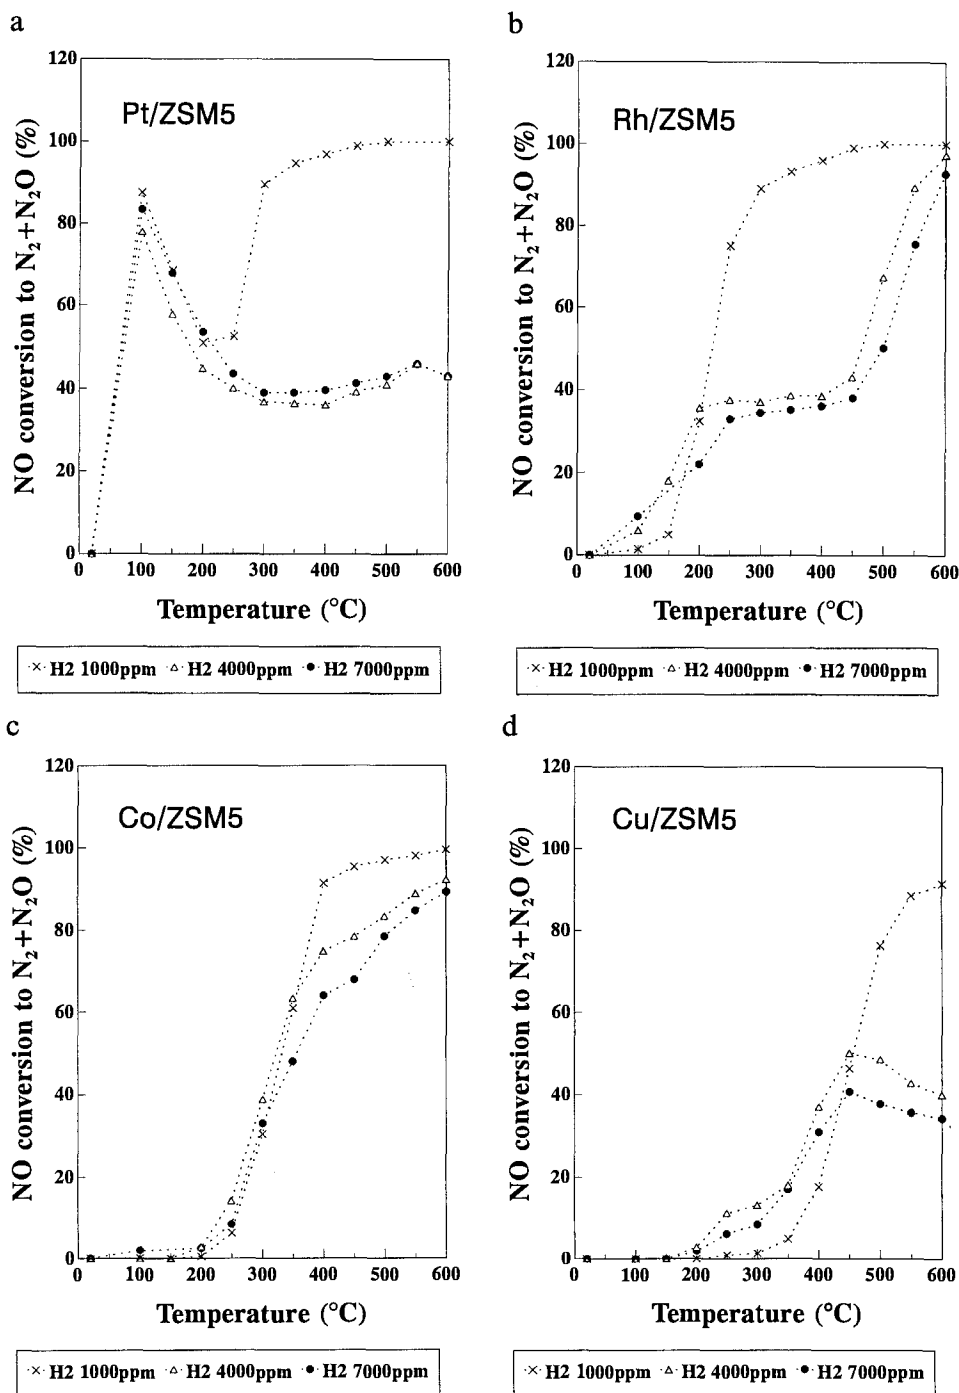 a
120
100
80
60
40
20
0
NO conversion to N₂+N₂O (%)
Pt/ZSM5
0 100 200 300 400 500 600
Temperature (°C)
H2 1000ppm H2 4000ppm H2 7000ppm
b
120
100
80
60
40
20
0
NO conversion to N₂+N₂O (%)
Rh/ZSM5
100 200 300 400 500 600
Temperature (°C)
H2 1000ppm H2 4000ppm H2 7000ppm
c
120
100
80
60
40
20
0
NO conversion to N₂+N₂O (%)
Co/ZSM5
0 100 200 300 400 500 600
Temperature (°C)
H2 1000ppm H2 4000ppm H2 7000ppm
d
120
100
80
60
40
20
0
NO conversion to N₂+N₂O (%)
Cu/ZSM5
0 100 200 300 400 500 600
Temperature (°C)
H2 1000ppm H2 4000ppm H2 7000ppm